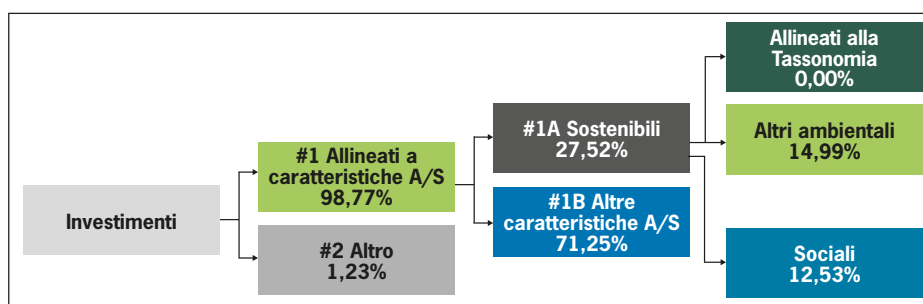 Investimenti
#1 Allineati a
caratteristiche A/S
98,77%
#2 Altro
1,23%
#1A Sostenibili
27,52%
#1B Altre
caratteristiche A/S
71,25%
Allineati alla
Tassonomia
0,00%
Altri ambientali
14,99%
Sociali
12,53%